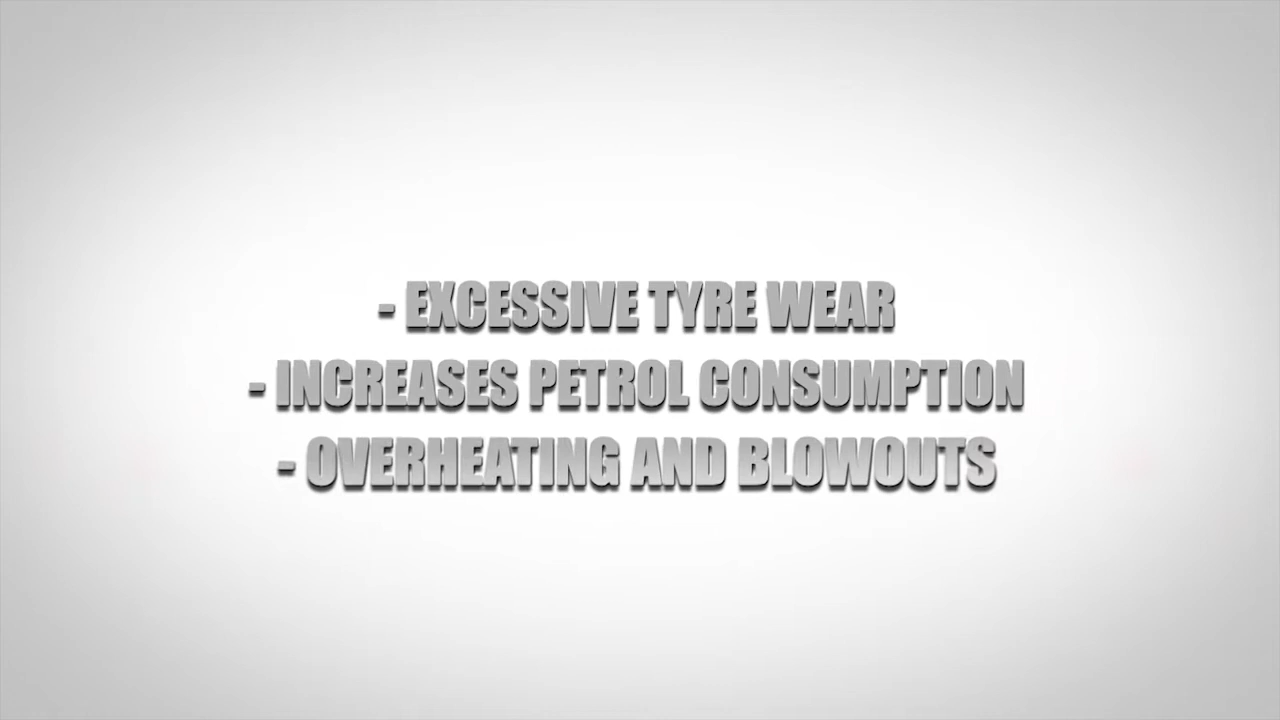 - EXCESSIVE TYRE WEAR
- INCREASES PETROL CONSUMPTION
- OVERHEATING AND BLOWOUTS